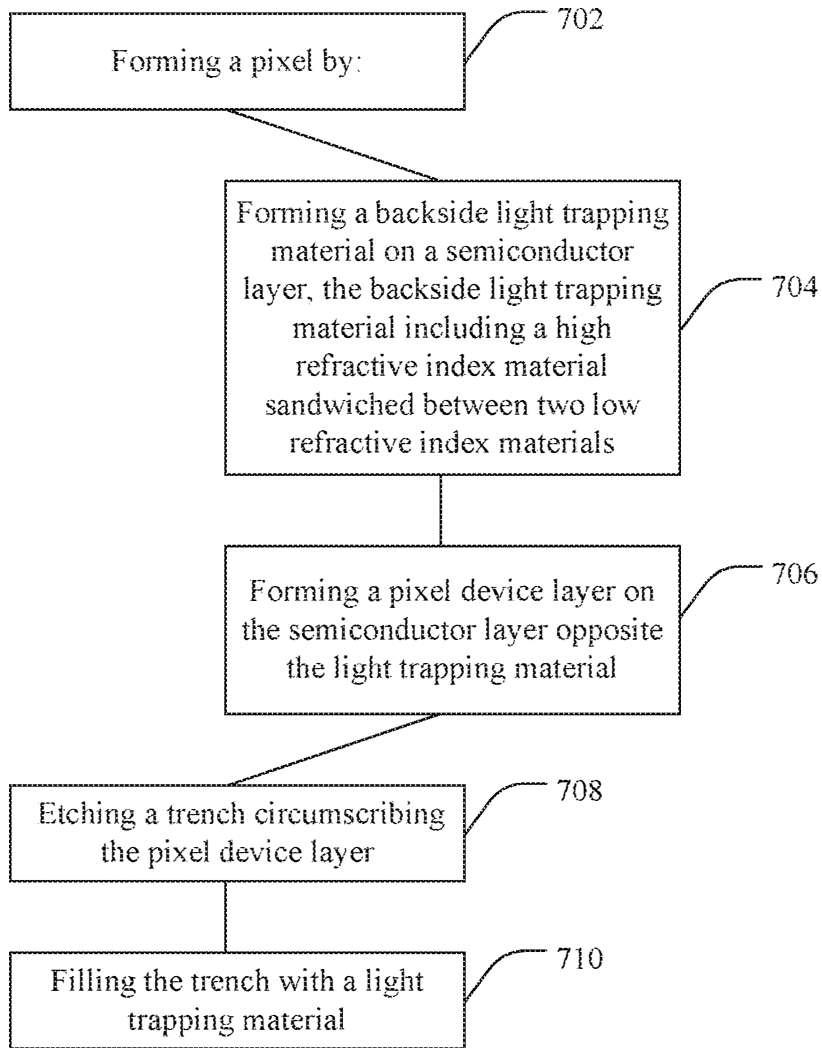 Forming a pixel by:
702
Forming a backside light trapping
material on a semiconductor
layer, the backside light trapping
material including a high
refractive index material
sandwiched between two low
refractive index materials
704
Forming a pixel device layer on
the semiconductor layer opposite
the light trapping material
706
Etching a trench circumscribing
the pixel device layer
708
Filling the trench with a light
trapping material
710